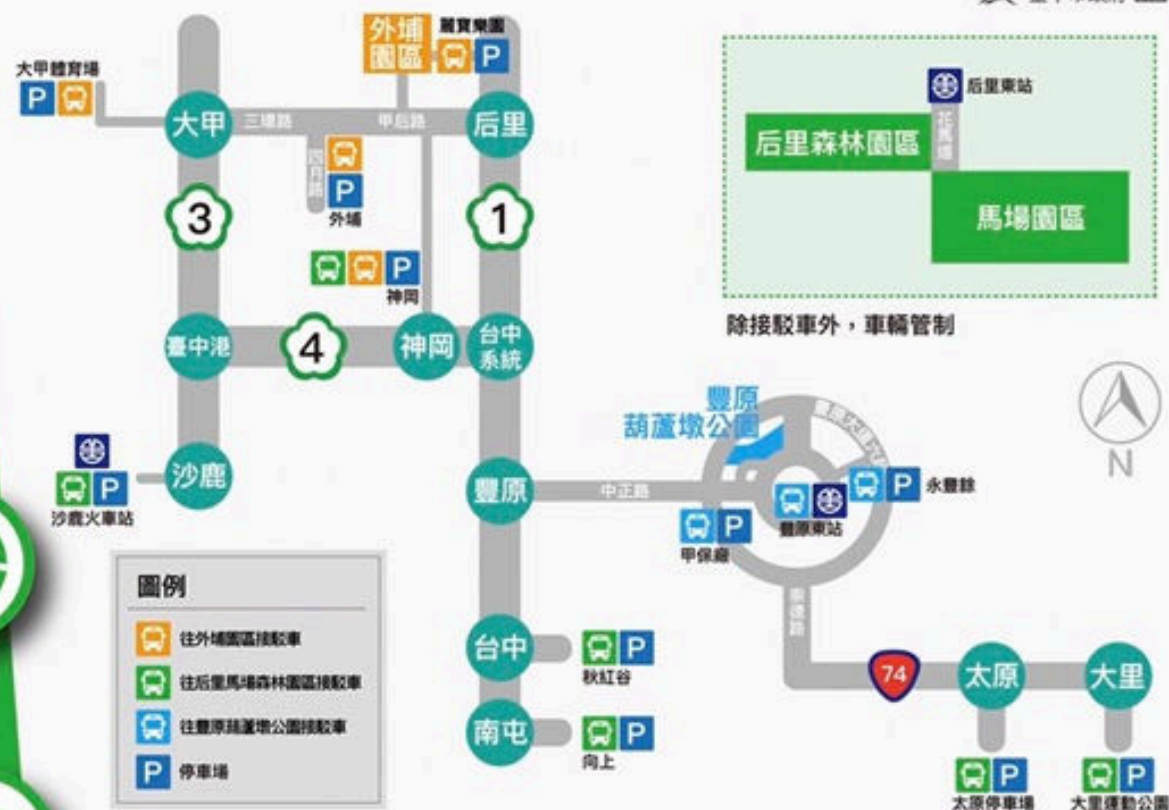 外埔
園區
麗寶樂園
P
大甲體育場
P
大甲
三環路
甲后路
后里
四月路
P
外埔
3
1
P
神岡
臺中港
4
神岡
台中
系統
后里東站
后里森林園區
花馬道
馬場園區
除接駁車外,車輛管制
豐原
葫蘆墩公園
N
沙鹿
P
沙鹿火車站
豐原
中正路
P
永豐餘
豐原東站
P
甲保廠
圖例
往外埔園區接駁車
往后里馬場森林園區接駁車
往豐原葫蘆墩公園接駁車
P
停車場
台中
P
秋紅谷
南屯
P
向上
崇德路
74
太原
大里
P
太原停車場
P
大里運動公園